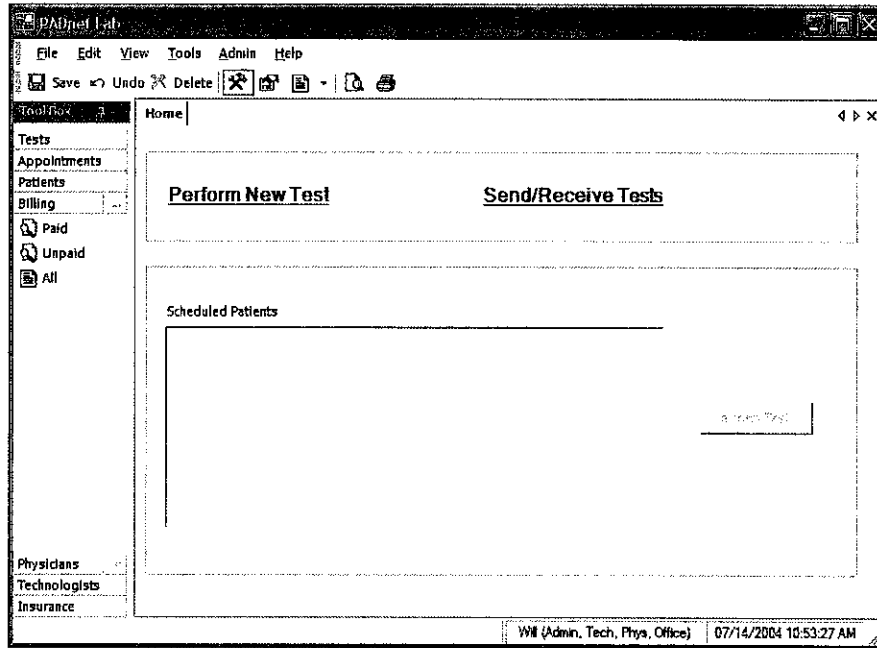 PADnet Lab
File Edit View Tools Admin Help
Save Undo Delete
ToolBox
Home
Tests
Appointments
Patients
Billing
Paid
Unpaid
All
Perform New Test
Send/Receive Tests
Scheduled Patients
Test
Physicians
Technologists
Insurance
Will (Admin, Tech, Phys, Office)
07/14/2004 10:53:27 AM